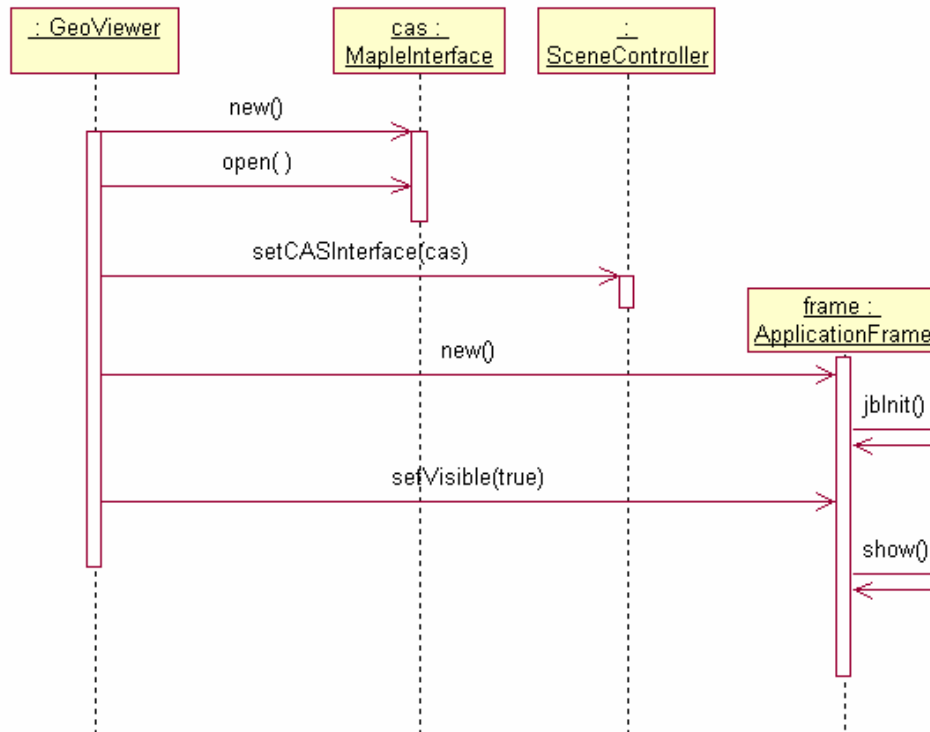 : GeoViewer
cas :
MapleInterface
:
SceneController
new()
open( )
setCASInterface(cas)
frame :
ApplicationFrame
new()
jbInit()
setVisible(true)
show()